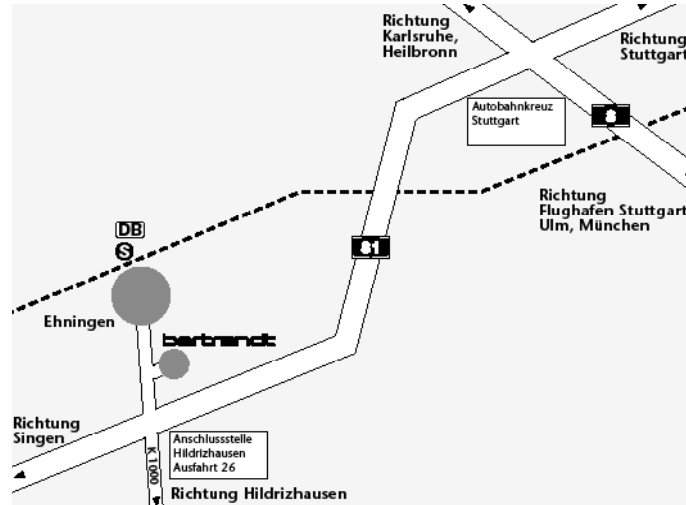 Richtung
Karlsruhe,
Heilbronn
Richtung
Stuttgart
Autobahnkreuz
Stuttgart
8
Richtung
Flughafen Stuttgart
Ulm, München
DB
S
81
Ehningen
bertrandt
Richtung
Singen
Anschlussstelle
Hildrizhausen
Ausfahrt 26
K 1000
Richtung Hildrizhausen